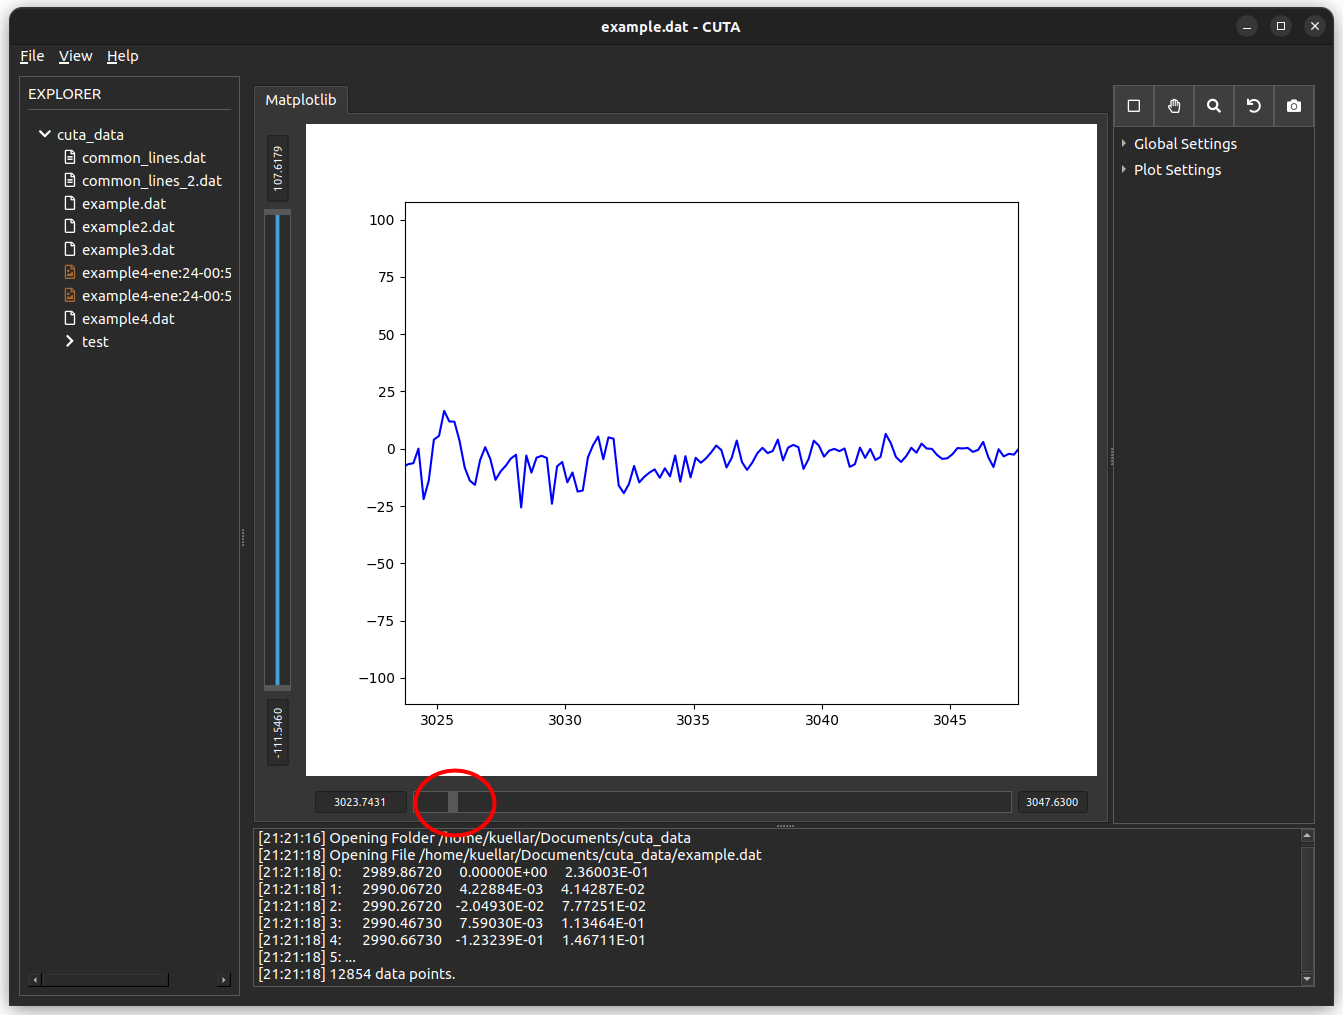 example.dat - CUTA
File View Help
EXPLORER
cuta_data
common_lines.dat
common_lines_2.dat
example.dat
example2.dat
example3.dat
example4-ene:24-00:5
example4-ene:24-00:5
example4.dat
test
Matplotlib
107.6179
-111.5460
100
75
50
25
0
−25
−50
−75
−100
3025 3030 3035 3040 3045
3023.7431
3047.6300
Global Settings
Plot Settings
[21:21:16] Opening Folder /home/kuellar/Documents/cuta_data
[21:21:18] Opening File /home/kuellar/Documents/cuta_data/example.dat
[21:21:18] 0: 2989.86720 0.00000E+00 2.36003E-01
[21:21:18] 1: 2990.06720 4.22884E-03 4.14287E-02
[21:21:18] 2: 2990.26720 -2.04930E-02 7.77251E-02
[21:21:18] 3: 2990.46730 7.59030E-03 1.13464E-01
[21:21:18] 4: 2990.66730 -1.23239E-01 1.46711E-01
[21:21:18] 5: ...
[21:21:18] 12854 data points.